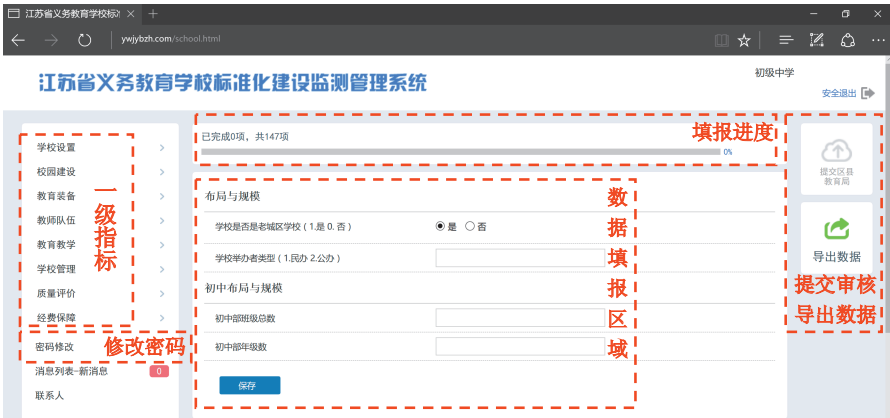 江苏省义务教育学校标准
ywjybzh.com/school.html
江苏省义务教育学校标准化建设监测管理系统
初级中学
安全退出
学校设置
校园建设
教育装备
教师队伍
教育教学
学校管理
质量评价
经费保障
一级指标
密码修改
修改密码
消息列表-新消息
0
联系人
已完成0项，共147项
填报进度
0%
布局与规模
学校是否是老城区学校（1.是 0. 否）
是 否
学校举办者类型（1.民办 2.公办）
初中布局与规模
初中部班级总数
初中部年级数
保存
数据填报区域
提交区县
教育局
导出数据
提交审核
导出数据